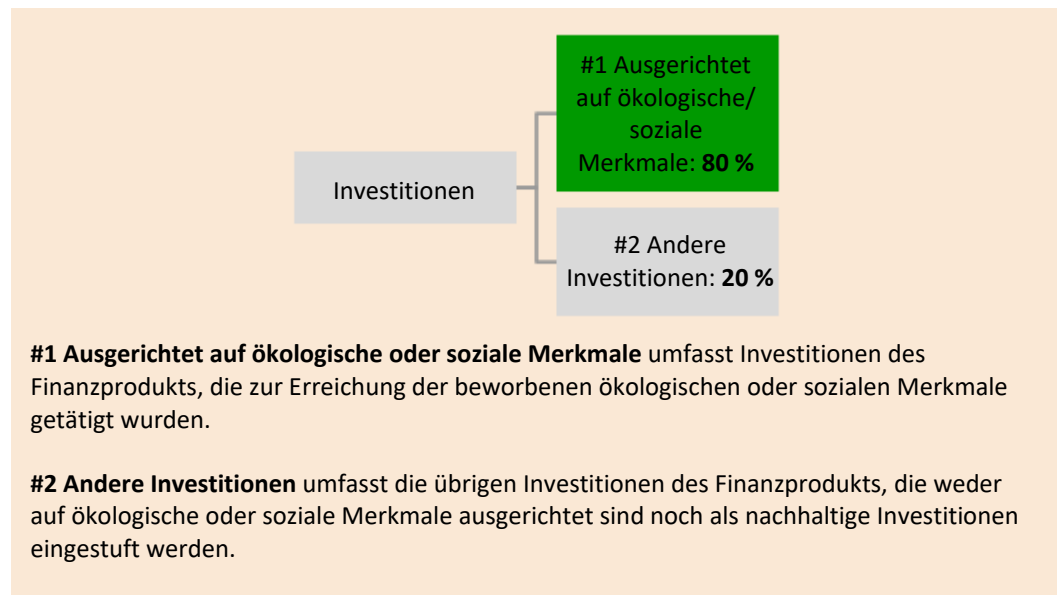 #1 Ausgerichtet
auf ökologische/
soziale
Merkmale: 80 %
Investitionen
#2 Andere
Investitionen: 20 %
#1 Ausgerichtet auf ökologische oder soziale Merkmale umfasst Investitionen des
Finanzprodukts, die zur Erreichung der beworbenen ökologischen oder sozialen Merkmale
getätigt wurden.
#2 Andere Investitionen umfasst die übrigen Investitionen des Finanzprodukts, die weder
auf ökologische oder soziale Merkmale ausgerichtet sind noch als nachhaltige Investitionen
eingestuft werden.